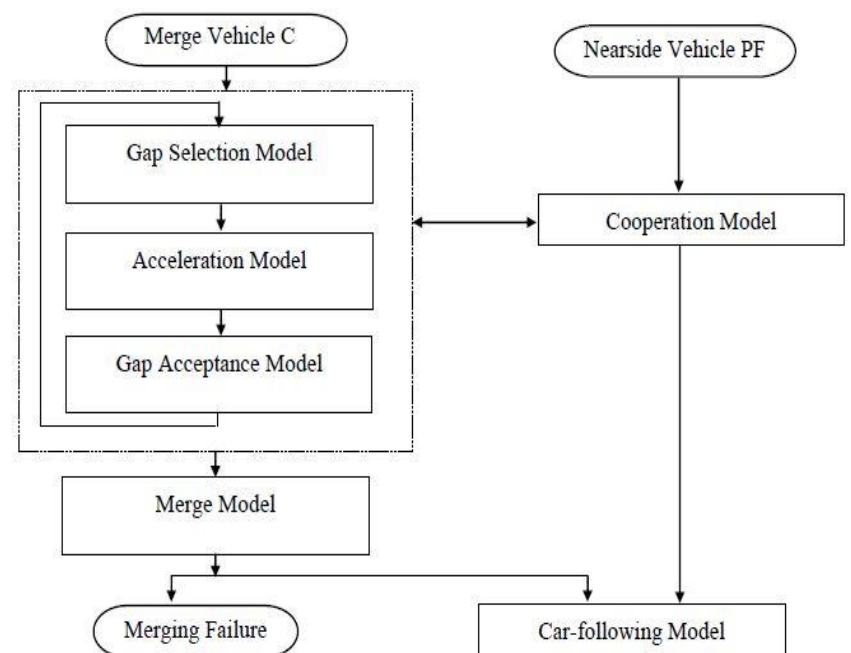 Merge Vehicle C
Nearside Vehicle PF
Gap Selection Model
Cooperation Model
Acceleration Model
Gap Acceptance Model
Merge Model
Merging Failure
Car-following Model